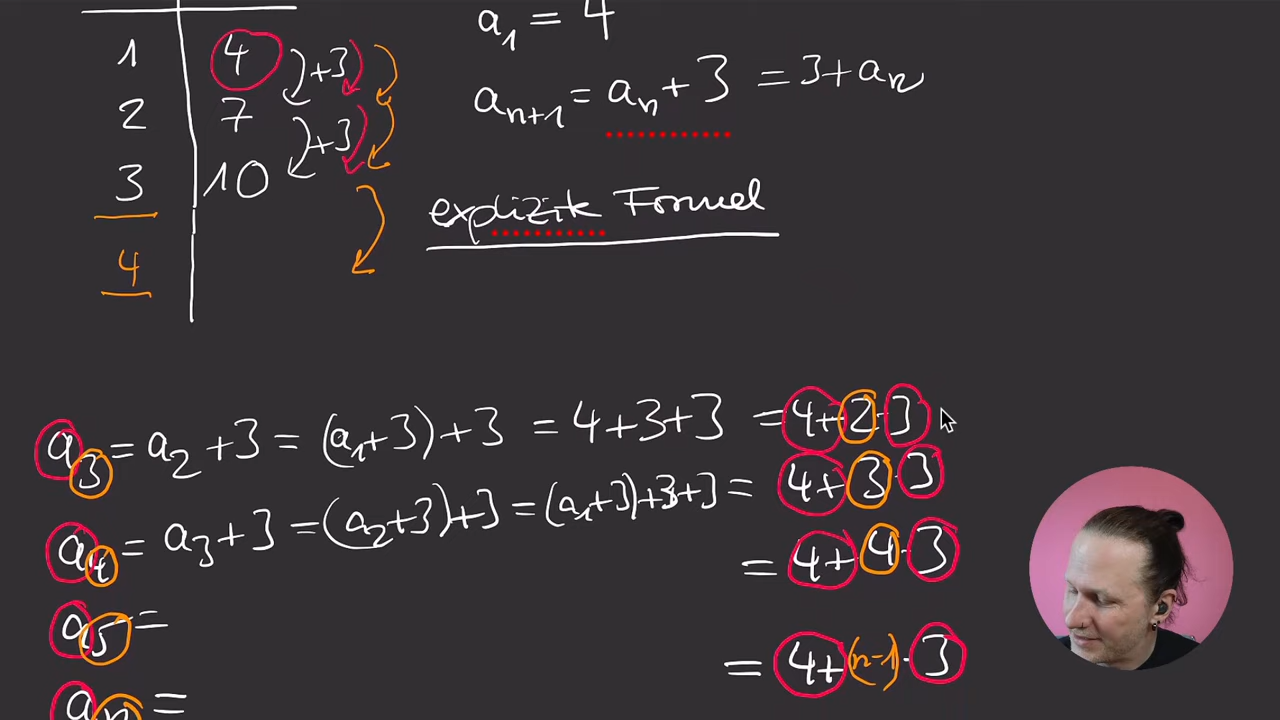 a₁ = 4
1 4 +3
2 7 +3
3 10
4
aₙ₊₁ = aₙ + 3 = 3 + aₙ
explizite Formel
a₃ = a₂ + 3 = (a₁+3) + 3 = 4+3+3 = 4+2·3
a₄ = a₃ + 3 = (a₂+3)+3 = (a₁+3)+3+3 = 4+3·3
a₅ = = 4+4·3
aₙ = = 4+(n-1)·3